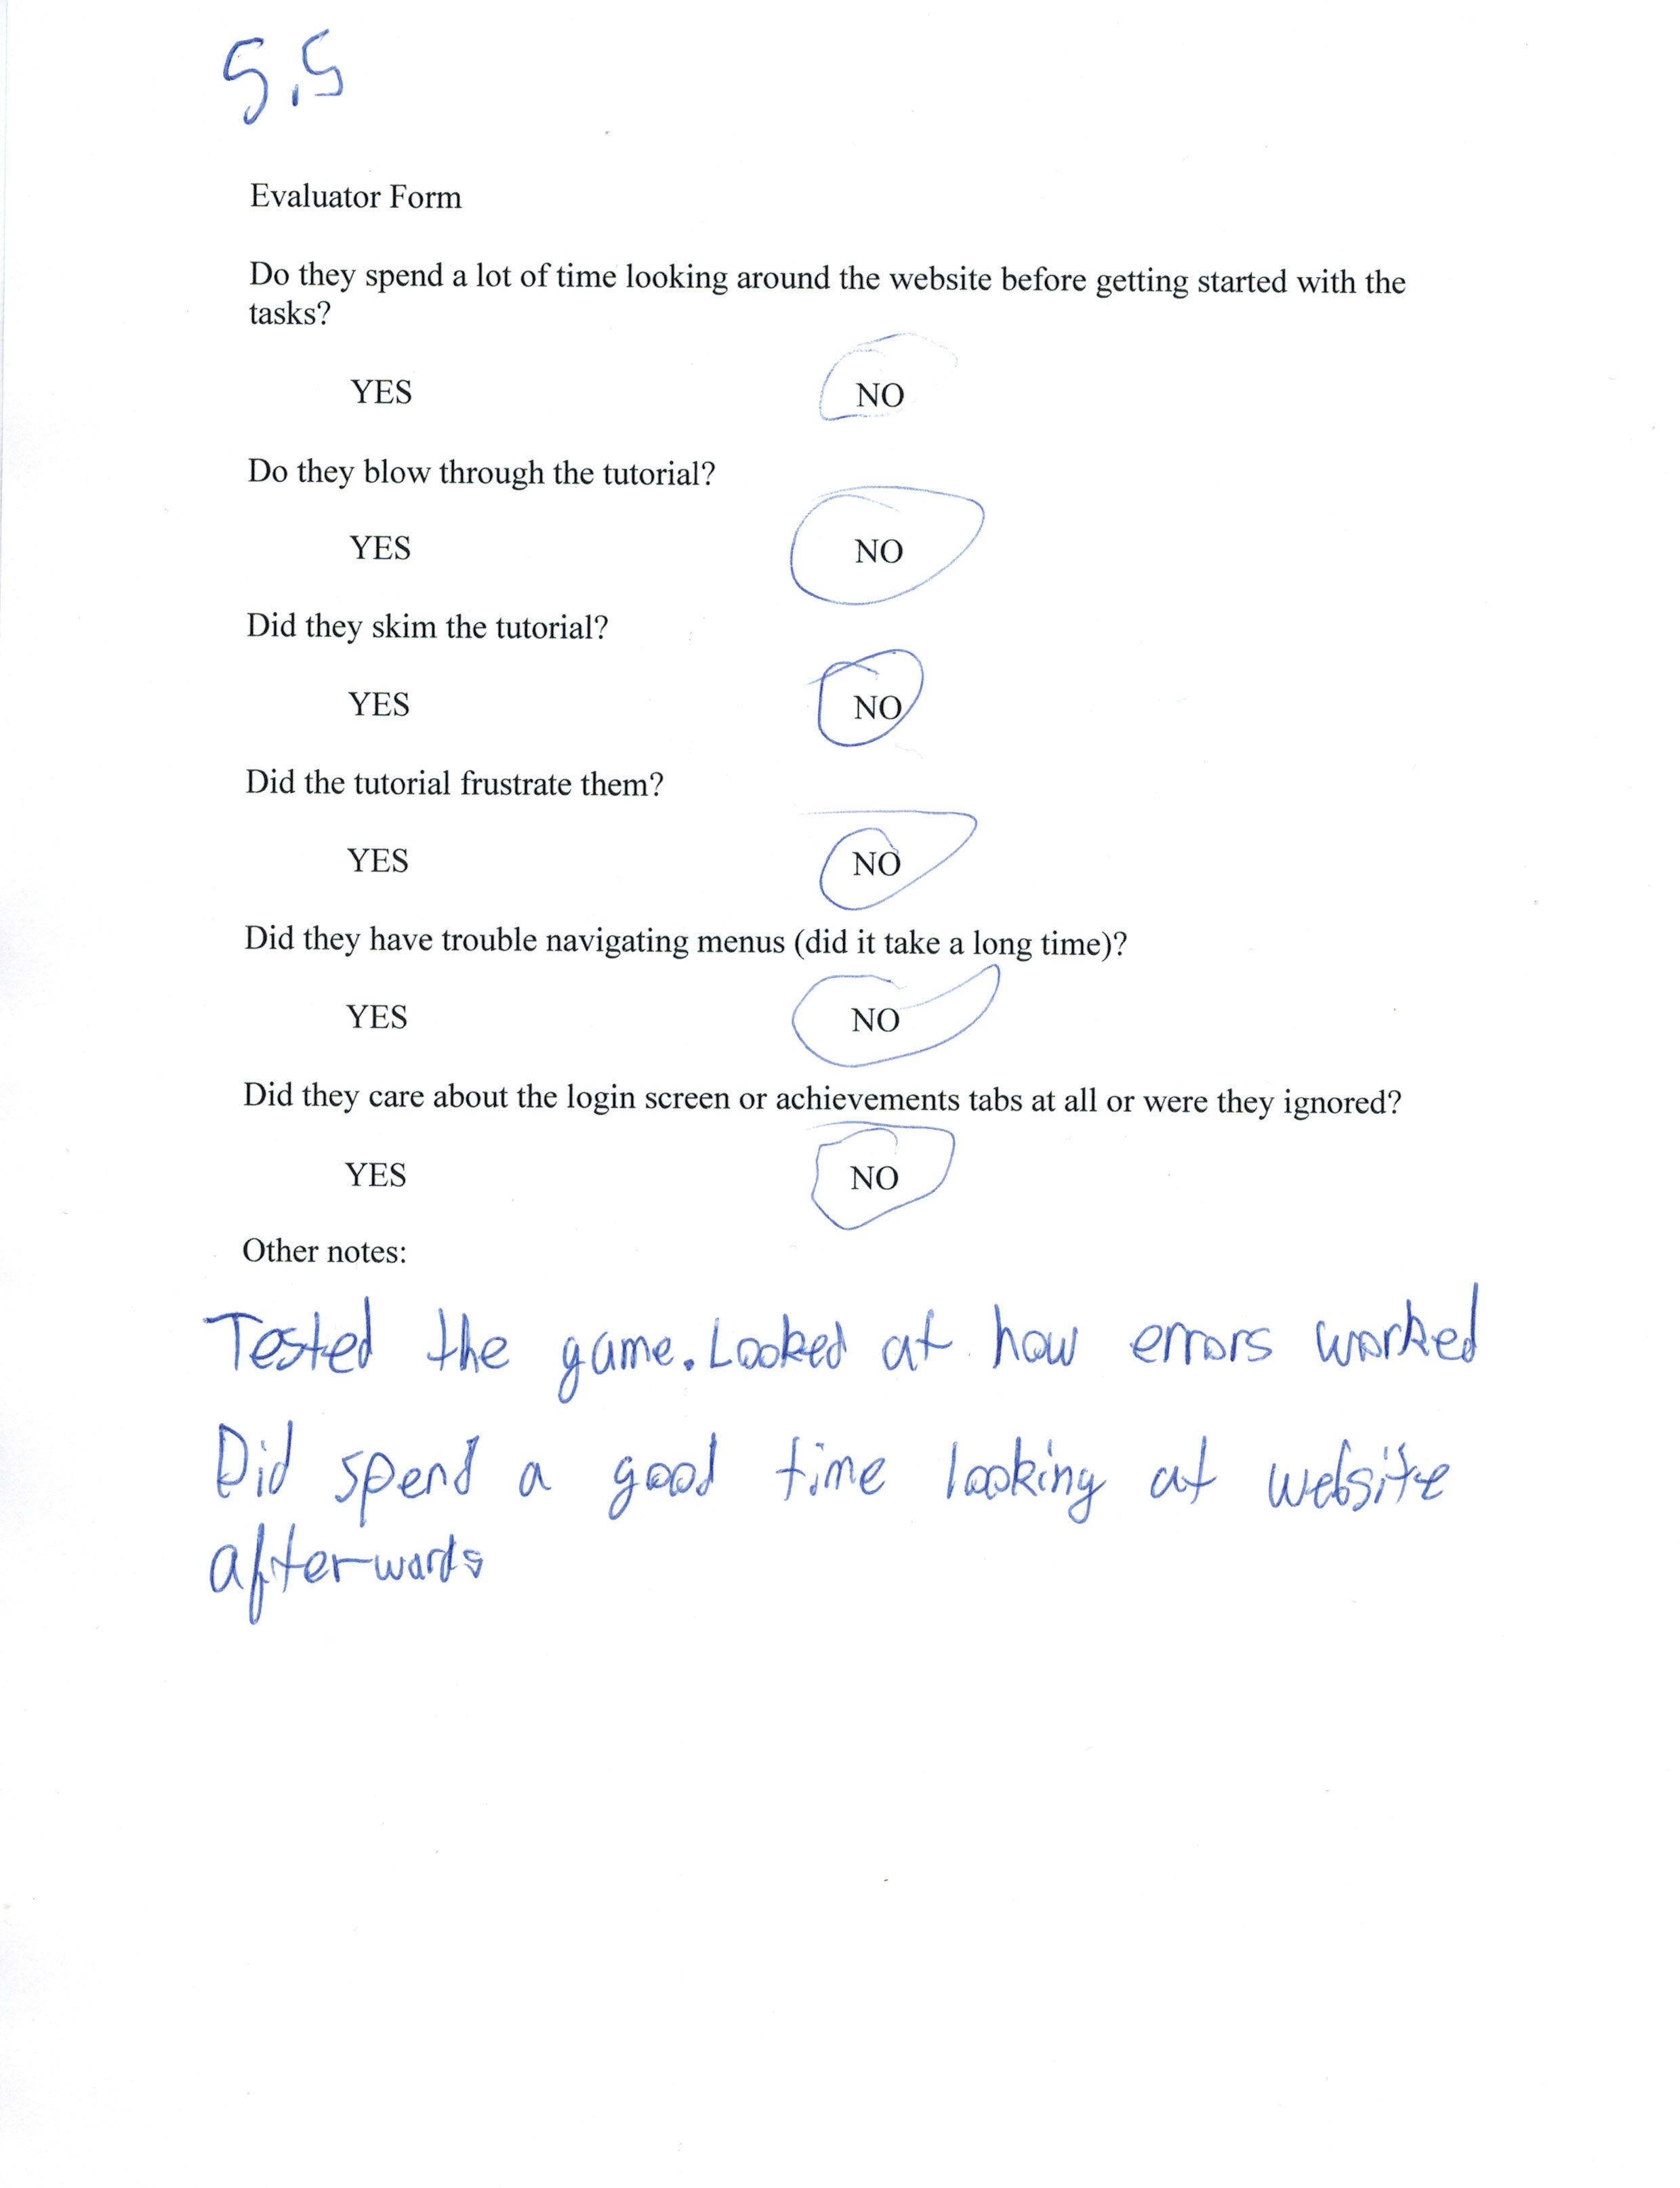 5.5
Evaluator Form
Do they spend a lot of time looking around the website before getting started with the
tasks?
YES NO
Do they blow through the tutorial?
YES NO
Did they skim the tutorial?
YES NO
Did the tutorial frustrate them?
YES NO
Did they have trouble navigating menus (did it take a long time)?
YES NO
Did they care about the login screen or achievements tabs at all or were they ignored?
YES NO
Other notes:
Tested the game. Looked at how errors worked
Did spend a good time looking at website
afterwards